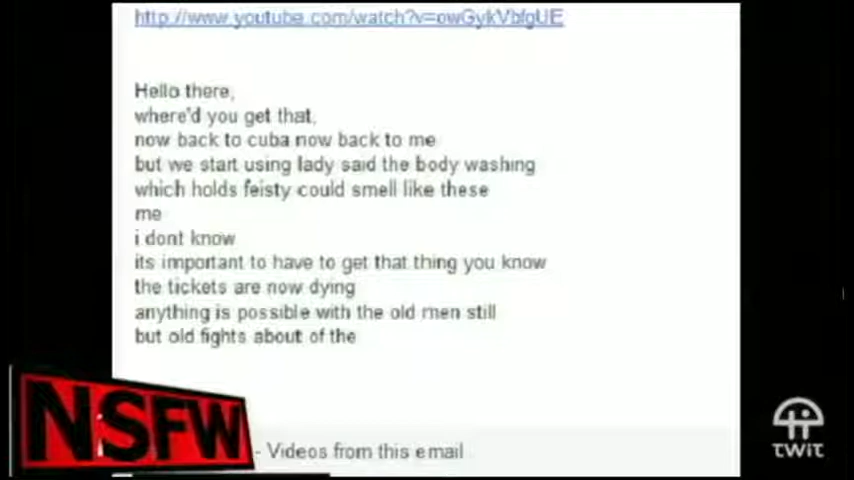 http://www.youtube.com/watch?v=owGykVbfgUE
Hello there,
where'd you get that,
now back to cuba now back to me
but we start using lady said the body washing
which holds feisty could smell like these
me
i dont know
its important to have to get that thing you know
the tickets are now dying
anything is possible with the old men still
but old fights about of the
NSFW
- Videos from this email
TWiT